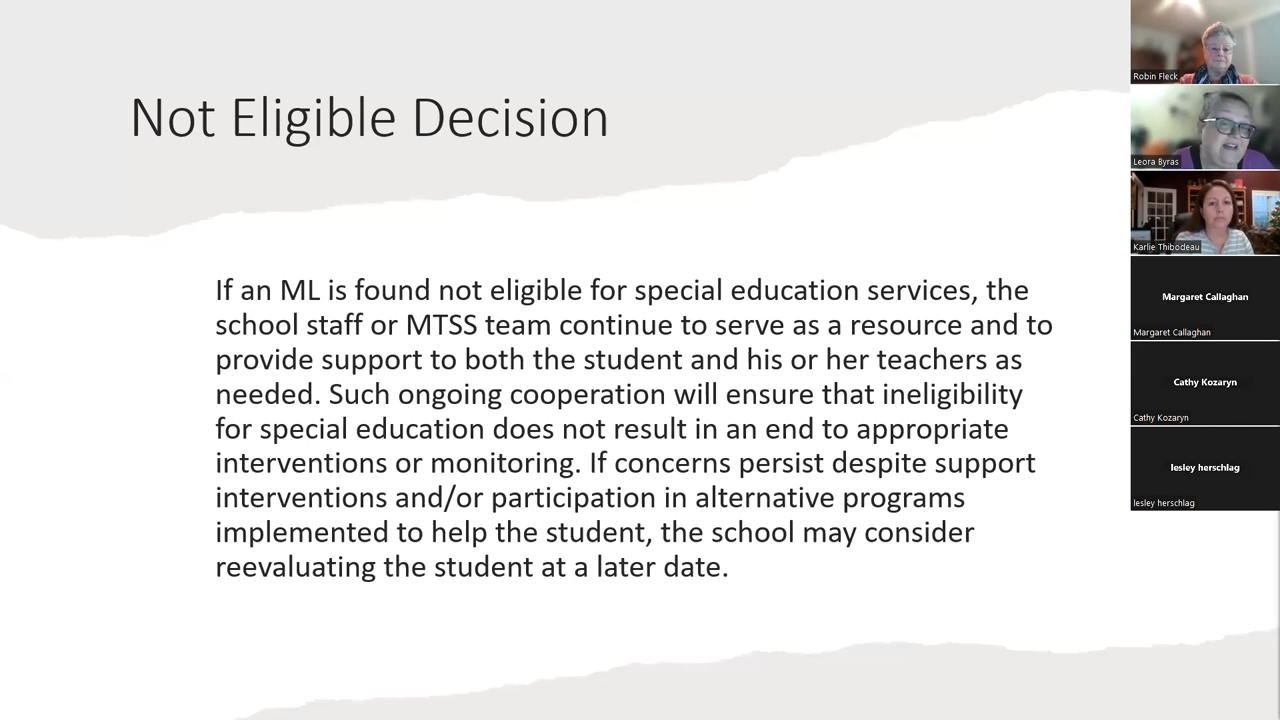 Not Eligible Decision
If an ML is found not eligible for special education services, the
school staff or MTSS team continue to serve as a resource and to
provide support to both the student and his or her teachers as
needed. Such ongoing cooperation will ensure that ineligibility
for special education does not result in an end to appropriate
interventions or monitoring. If concerns persist despite support
interventions and/or participation in alternative programs
implemented to help the student, the school may consider
reevaluating the student at a later date.
Robin Fleck
Leora Byras
Karlie Thibodeau
Margaret Callaghan
Margaret Callaghan
Cathy Kozaryn
Cathy Kozaryn
lesley herschlag
lesley herschlag